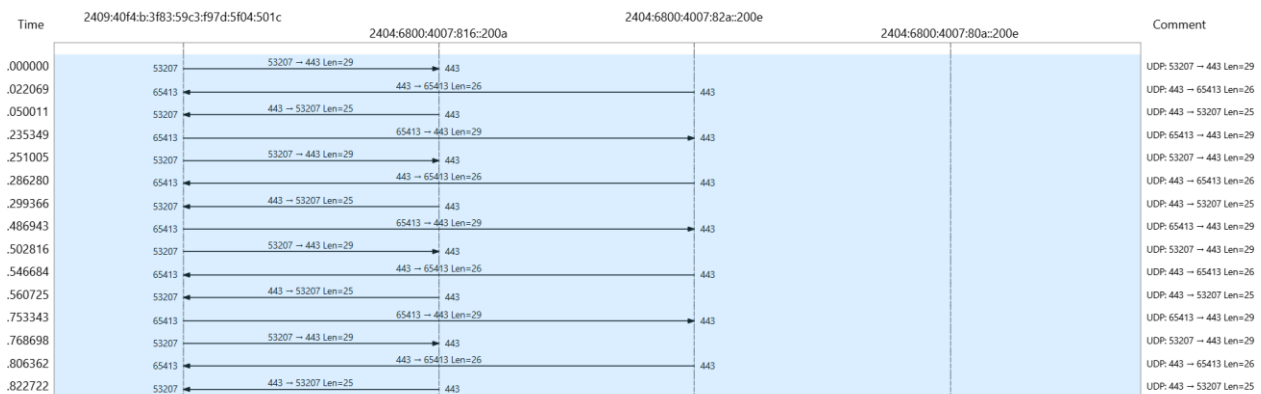 Time 2409:40f4:b:3f83:59c3:f97d:5f04:501c 2404:6800:4007:816::200a 2404:6800:4007:82a::200e 2404:6800:4007:80a::200e Comment
.000000 53207 53207 → 443 Len=29 443 UDP: 53207 → 443 Len=29
.022069 65413 443 → 65413 Len=26 443 UDP: 443 → 65413 Len=26
.050011 53207 443 → 53207 Len=25 443 UDP: 443 → 53207 Len=25
.235349 65413 65413 → 443 Len=29 443 UDP: 65413 → 443 Len=29
.251005 53207 53207 → 443 Len=29 443 UDP: 53207 → 443 Len=29
.286280 65413 443 → 65413 Len=26 443 UDP: 443 → 65413 Len=26
.299366 53207 443 → 53207 Len=25 443 UDP: 443 → 53207 Len=25
.486943 65413 65413 → 443 Len=29 443 UDP: 65413 → 443 Len=29
.502816 53207 53207 → 443 Len=29 443 UDP: 53207 → 443 Len=29
.546684 65413 443 → 65413 Len=26 443 UDP: 443 → 65413 Len=26
.560725 53207 443 → 53207 Len=25 443 UDP: 443 → 53207 Len=25
.753343 65413 65413 → 443 Len=29 443 UDP: 65413 → 443 Len=29
.768698 53207 53207 → 443 Len=29 443 UDP: 53207 → 443 Len=29
.806362 65413 443 → 65413 Len=26 443 UDP: 443 → 65413 Len=26
.822722 53207 443 → 53207 Len=25 443 UDP: 443 → 53207 Len=25